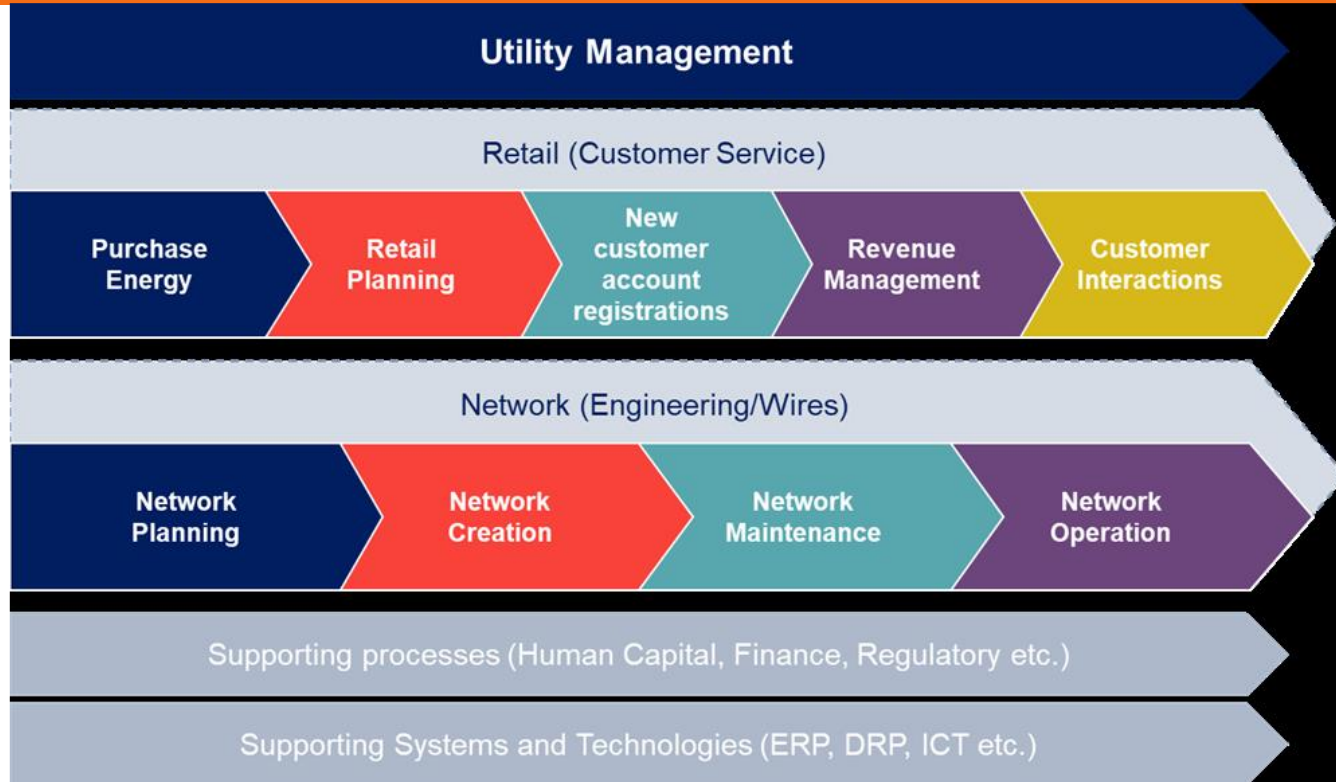 Utility Management
Retail (Customer Service)
Purchase
Energy
Retail
Planning
New
customer
account
registrations
Revenue
Management
Customer
Interactions
Network (Engineering/Wires)
Network
Planning
Network
Creation
Network
Maintenance
Network
Operation
Supporting processes (Human Capital, Finance, Regulatory etc.)
Supporting Systems and Technologies (ERP, DRP, ICT etc.)